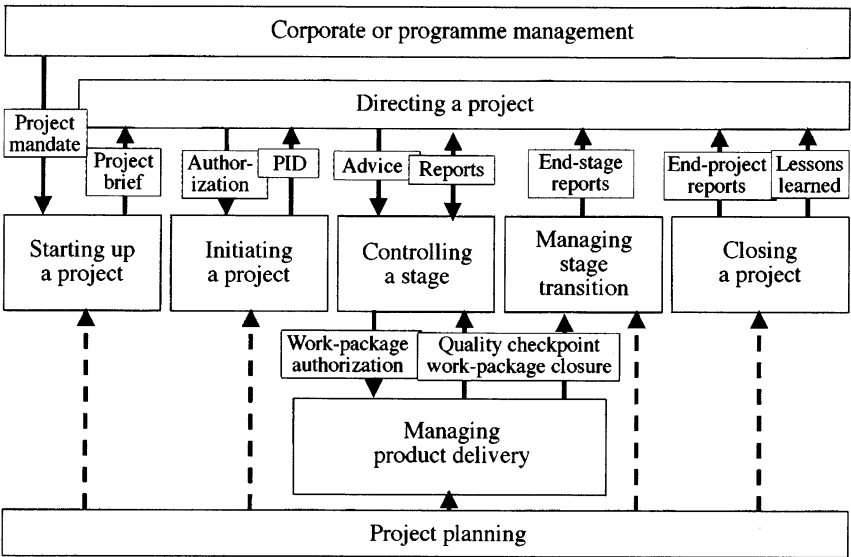 Corporate or programme management
Directing a project
Project
mandate
Project
brief
Author-
ization
PID
Advice
Reports
End-stage
reports
End-project
reports
Lessons
learned
Starting up
a project
Initiating
a project
Controlling
a stage
Managing
stage
transition
Closing
a project
Work-package
authorization
Quality checkpoint
work-package closure
Managing
product delivery
Project planning